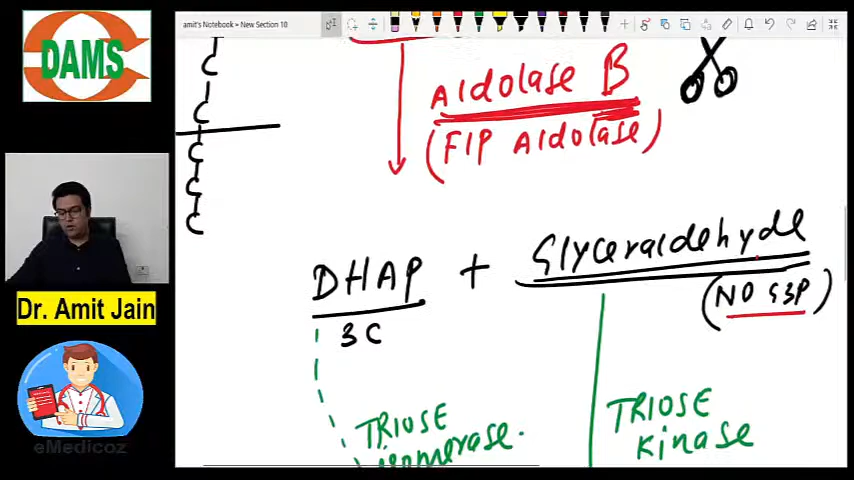 amit's Notebook > New Section 10
DAMS
C
C
C
C
C
Aldolase B
(F1P Aldolase)
DHAP + Glyceraldehyde
3C
(NO G3P)
TRIOSE
isomerase.
TRIOSE
kinase
Dr. Amit Jain
eMedicoz